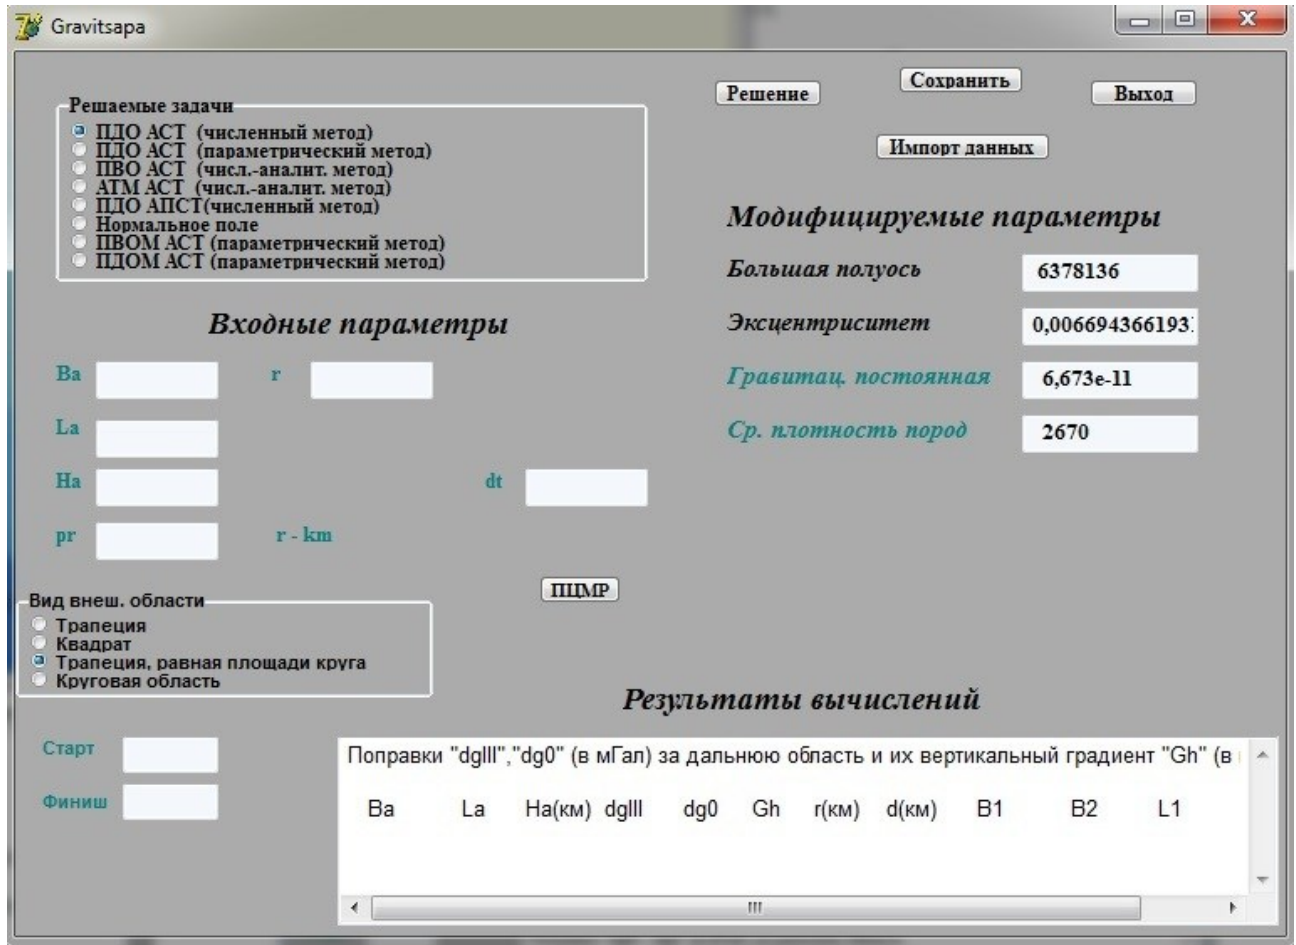 Gravitsapa
Решение
Сохранить
Выход
Импорт данных
Решаемые задачи
ПДО АСТ (численный метод)
ПДО АСТ (параметрический метод)
ПВО АСТ (числ.-аналит. метод)
АТМ АСТ (числ.-аналит. метод)
ПДО АПСТ(численный метод)
Нормальное поле
ПВОМ АСТ (параметрический метод)
ПДОМ АСТ (параметрический метод)
Модифицируемые параметры
Большая полуось 6378136
Эксцентриситет 0,006694366193
Гравитац. постоянная 6,673e-11
Ср. плотность пород 2670
Входные параметры
Ba r
La
Ha dt
pr r - km
ПЦМР
Вид внеш. области
Трапеция
Квадрат
Трапеция, равная площади круга
Круговая область
Старт
Финиш
Результаты вычислений
Поправки "dgIII","dg0" (в мГал) за дальнюю область и их вертикальный градиент "Gh" (в
Ba La Ha(км) dgIII dg0 Gh r(км) d(км) B1 B2 L1